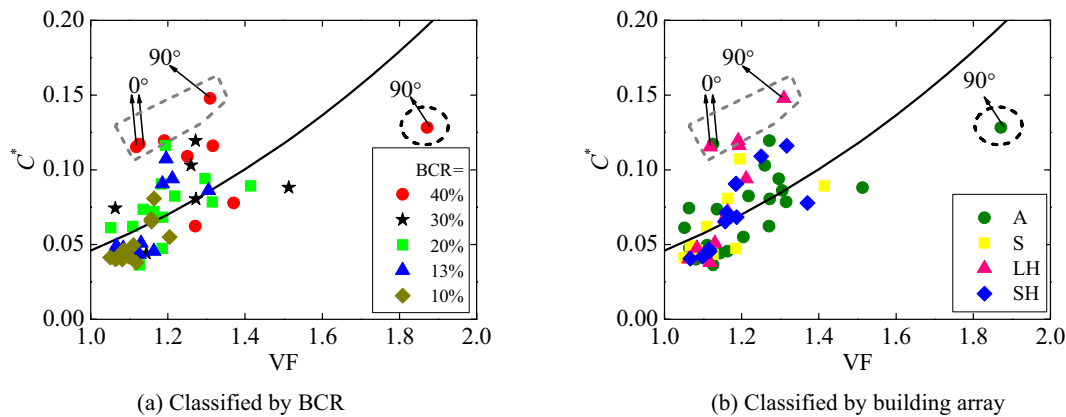 0.20
0.15
0.10
0.05
0.00
C*
90°
0°
90°
BCR=
40%
30%
20%
13%
10%
1.0 1.2 1.4 1.6 1.8 2.0
VF
(a) Classified by BCR
0.20
0.15
0.10
0.05
0.00
C*
90°
0°
90°
A
S
LH
SH
1.0 1.2 1.4 1.6 1.8 2.0
VF
(b) Classified by building array